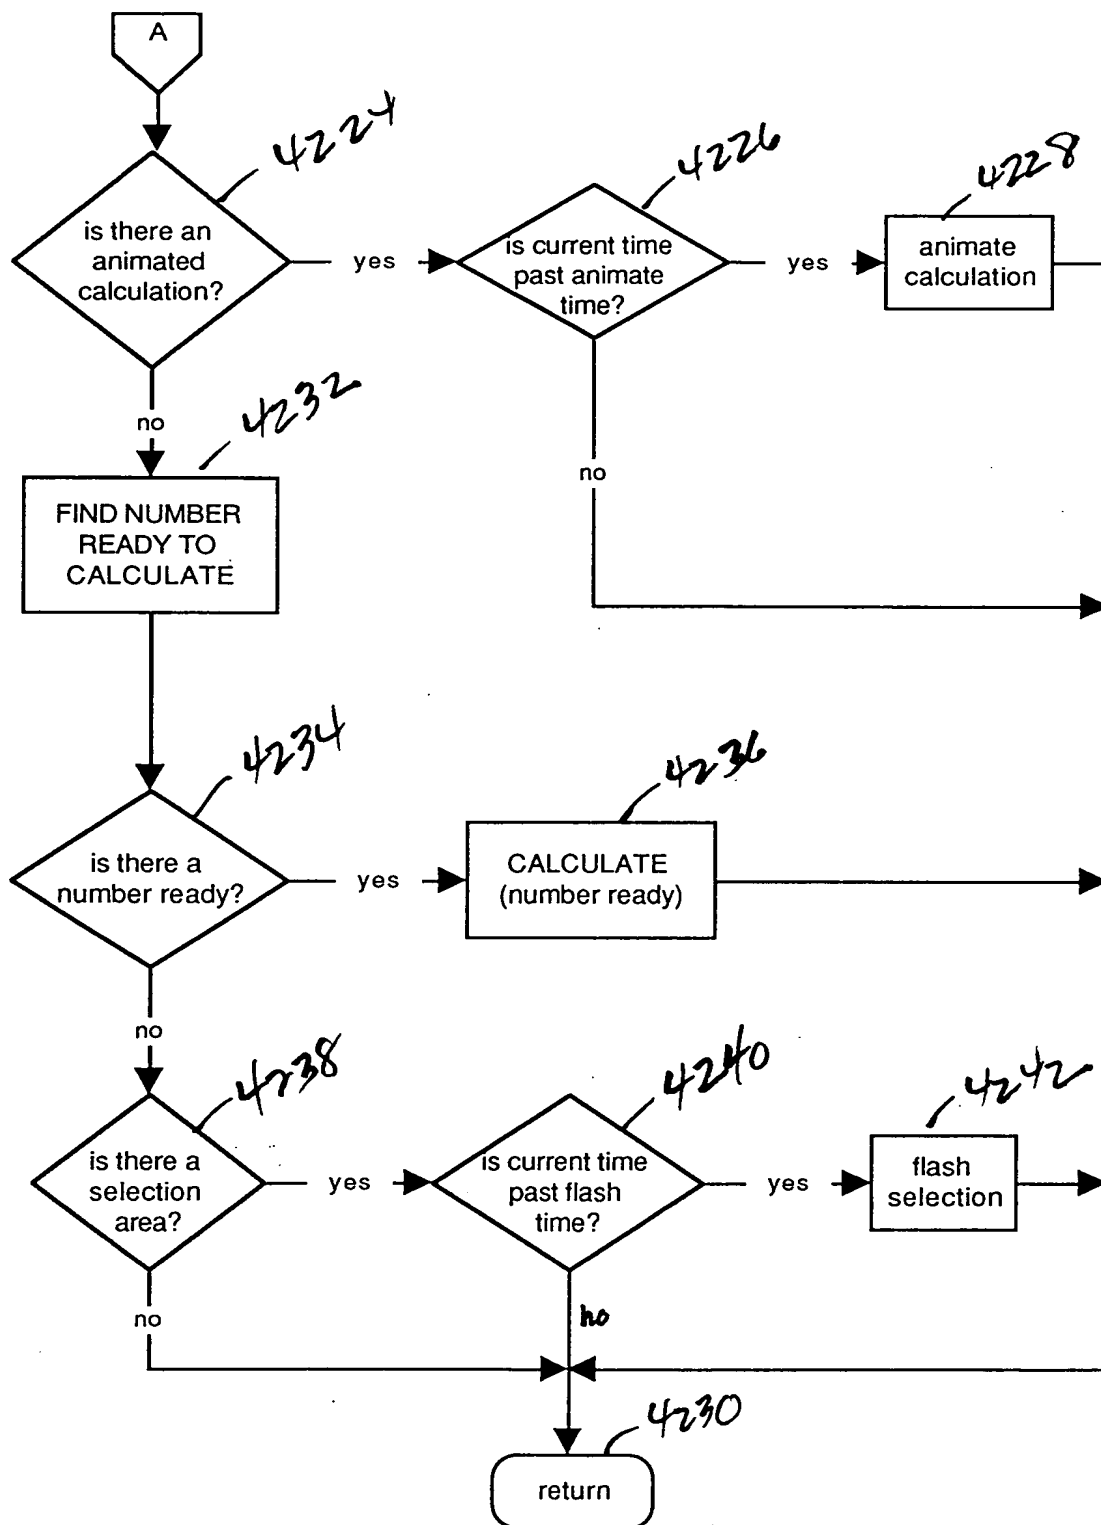 A
4224
4226
4228
is there an
animated
calculation?
yes
is current time
past animate
time?
yes
animate
calculation
no
4232
no
FIND NUMBER
READY TO
CALCULATE
4234
4236
is there a
number ready?
yes
CALCULATE
(number ready)
no
4238
4240
4242
is there a
selection
area?
yes
is current time
past flash
time?
yes
flash
selection
no
no
4230
return